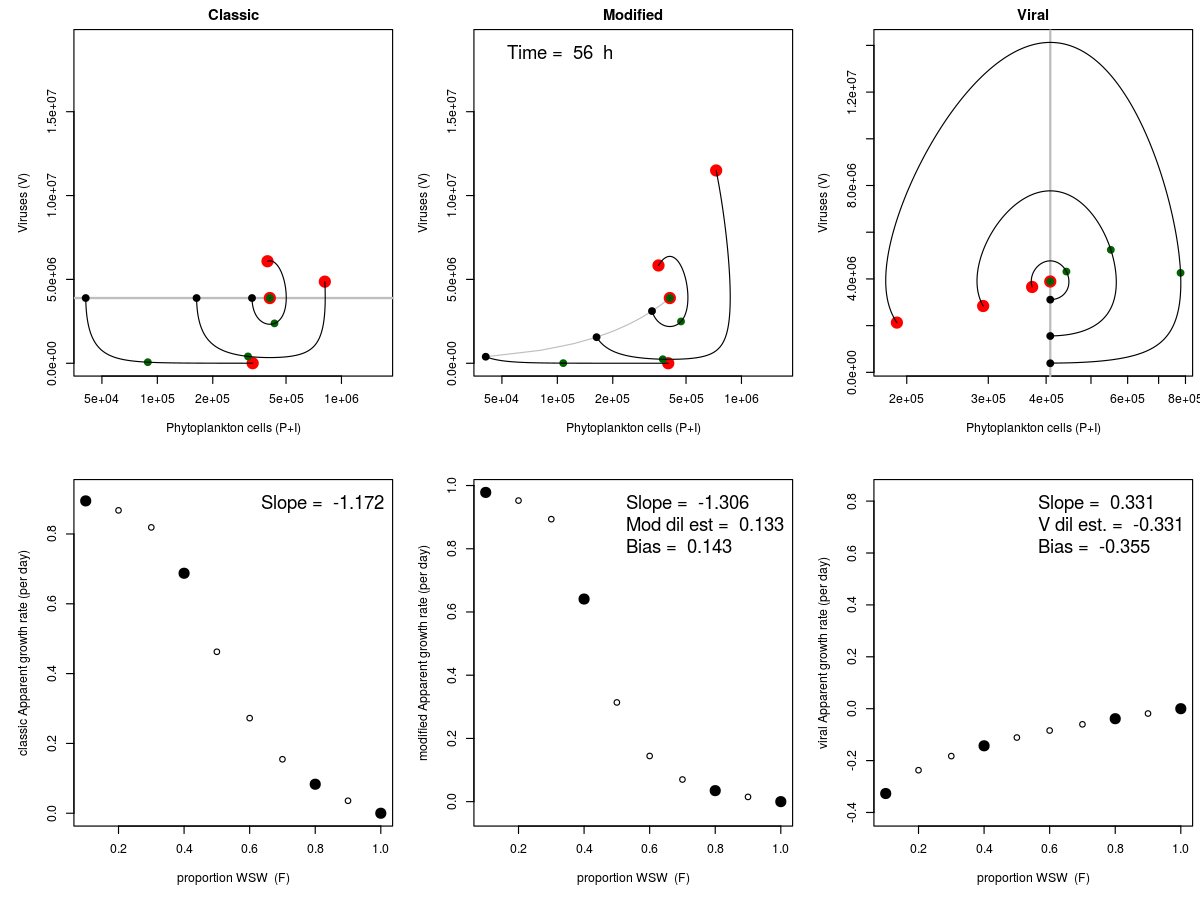 Classic
Modified
Viral
Time = 56 h
Viruses (V)
0.0e+00 5.0e+06 1.0e+07 1.5e+07
5e+04 1e+05 2e+05 5e+05 1e+06
Phytoplankton cells (P+I)
Viruses (V)
0.0e+00 5.0e+06 1.0e+07 1.5e+07
5e+04 1e+05 2e+05 5e+05 1e+06
Phytoplankton cells (P+I)
Viruses (V)
0.0e+00 4.0e+06 8.0e+06 1.2e+07
2e+05 3e+05 4e+05 6e+05 8e+05
Phytoplankton cells (P+I)
Slope = -1.172
classic Apparent growth rate (per day)
0.0 0.2 0.4 0.6 0.8
0.2 0.4 0.6 0.8 1.0
proportion WSW (F)
Slope = -1.306
Mod dil est = 0.133
Bias = 0.143
modified Apparent growth rate (per day)
0.0 0.2 0.4 0.6 0.8 1.0
0.2 0.4 0.6 0.8 1.0
proportion WSW (F)
Slope = 0.331
V dil est. = -0.331
Bias = -0.355
viral Apparent growth rate (per day)
-0.4 -0.2 0.0 0.2 0.4 0.6 0.8
0.2 0.4 0.6 0.8 1.0
proportion WSW (F)